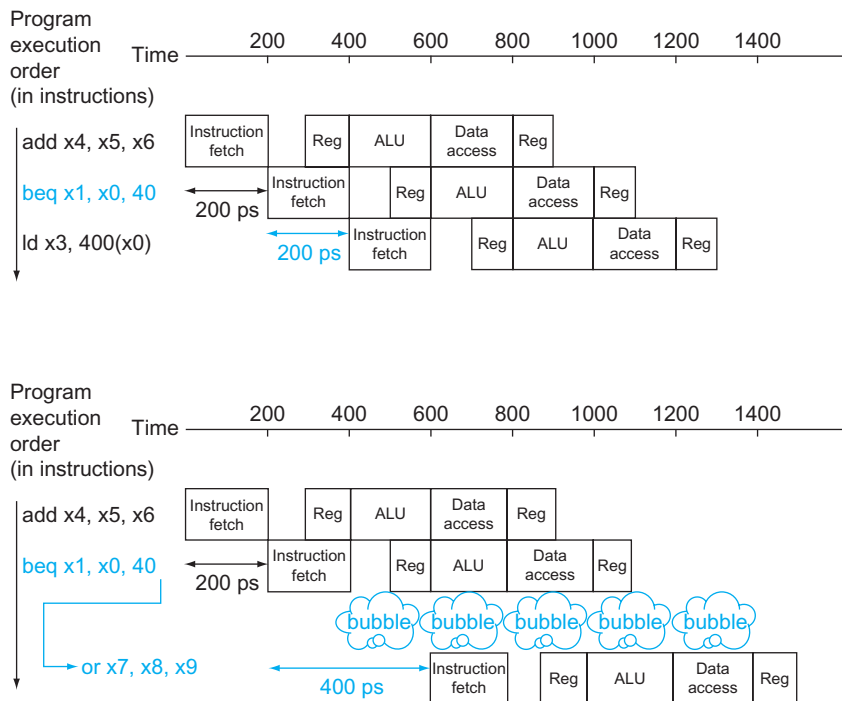 Program
execution
order
(in instructions)
Time
200 400 600 800 1000 1200 1400
add x4, x5, x6
Instruction
fetch
Reg
ALU
Data
access
Reg
beq x1, x0, 40
200 ps
Instruction
fetch
Reg
ALU
Data
access
Reg
ld x3, 400(x0)
200 ps
Instruction
fetch
Reg
ALU
Data
access
Reg
Program
execution
order
(in instructions)
Time
200 400 600 800 1000 1200 1400
add x4, x5, x6
Instruction
fetch
Reg
ALU
Data
access
Reg
beq x1, x0, 40
200 ps
Instruction
fetch
Reg
ALU
Data
access
Reg
bubble bubble bubble bubble bubble
or x7, x8, x9
400 ps
Instruction
fetch
Reg
ALU
Data
access
Reg